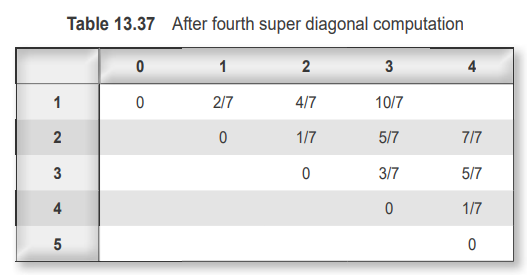 Table 13.37 After fourth super diagonal computation
0 1 2 3 4
1 0 2/7 4/7 10/7
2 0 1/7 5/7 7/7
3 0 3/7 5/7
4 0 1/7
5 0